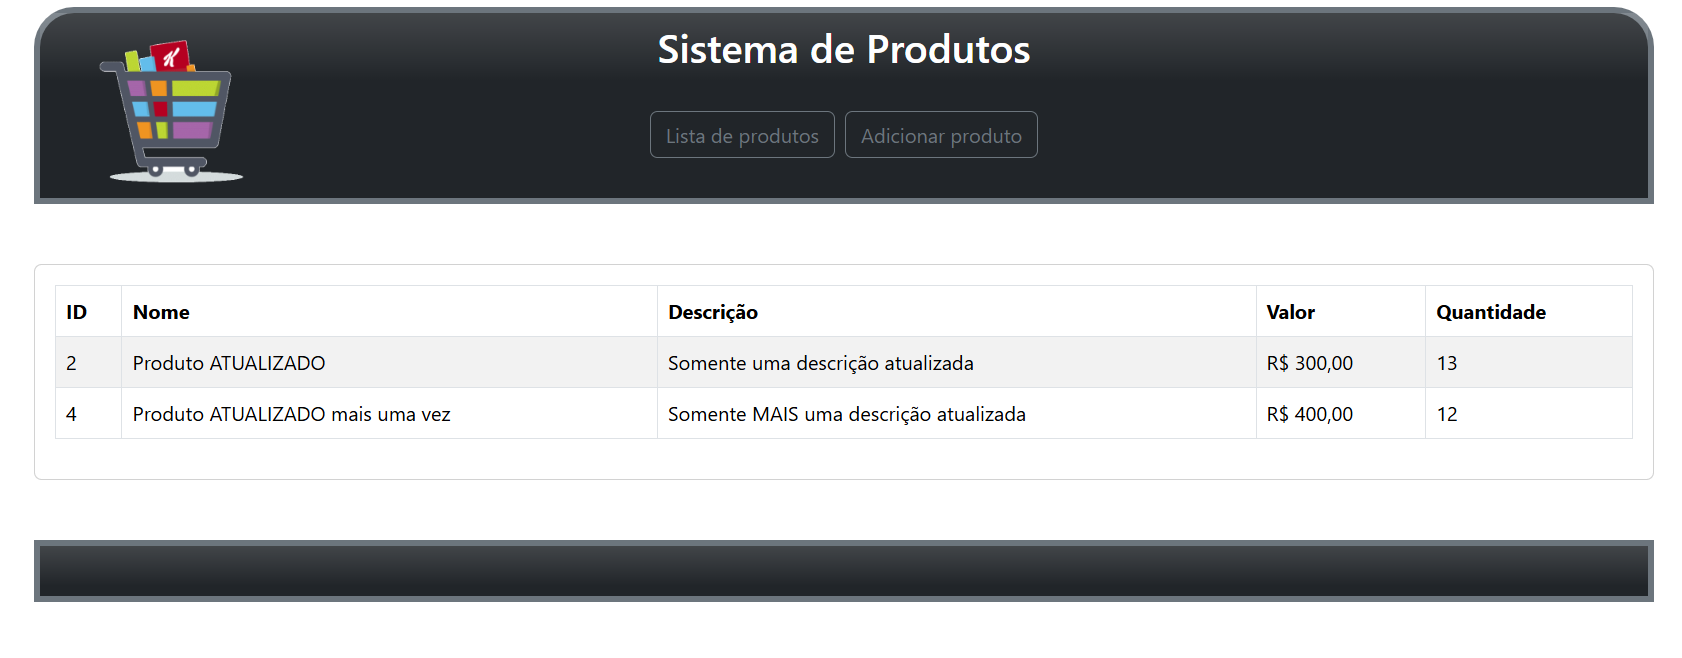 Sistema de Produtos
Lista de produtos Adicionar produto
ID Nome Descrição Valor Quantidade
2 Produto ATUALIZADO Somente uma descrição atualizada R$ 300,00 13
4 Produto ATUALIZADO mais uma vez Somente MAIS uma descrição atualizada R$ 400,00 12